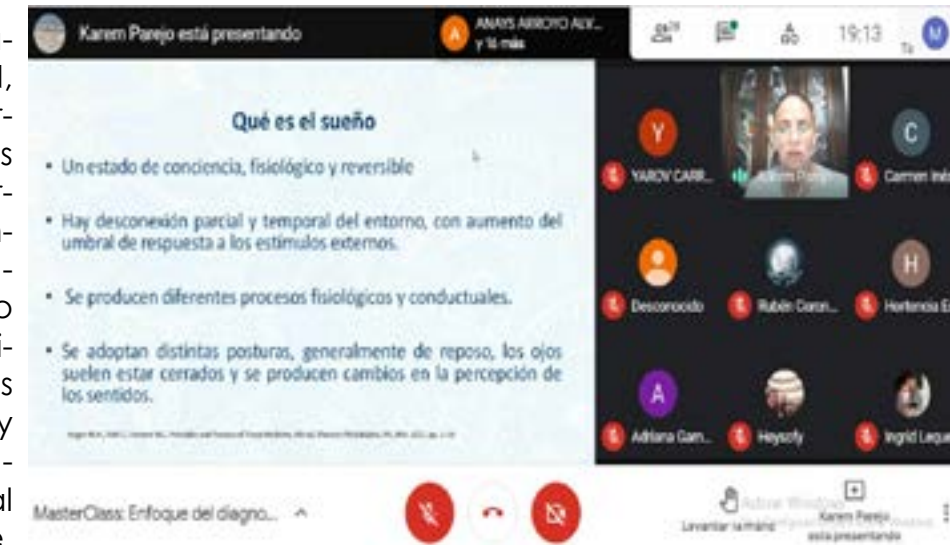 Karem Parejo está presentando
ANAYS ARROYO ALV...
y 16 más
19:13
Qué es el sueño
• Un estado de conciencia, fisiológico y reversible
• Hay desconexión parcial y temporal del entorno, con aumento del
umbral de respuesta a los estímulos externos.
• Se producen diferentes procesos fisiológicos y conductuales.
• Se adoptan distintas posturas, generalmente de reposo, los ojos
suelen estar cerrados y se producen cambios en la percepción de
los sentidos.
Y
C
YAROV CARR...
Carmen Iné
H
Desconocido
Rubén Coron...
Hortencia E
A
Adriana Gam...
Heysofy
Ingrid Leque
MasterClass: Enfoque del diagno...
Levantar la mano
Karem Parejo
está presentando